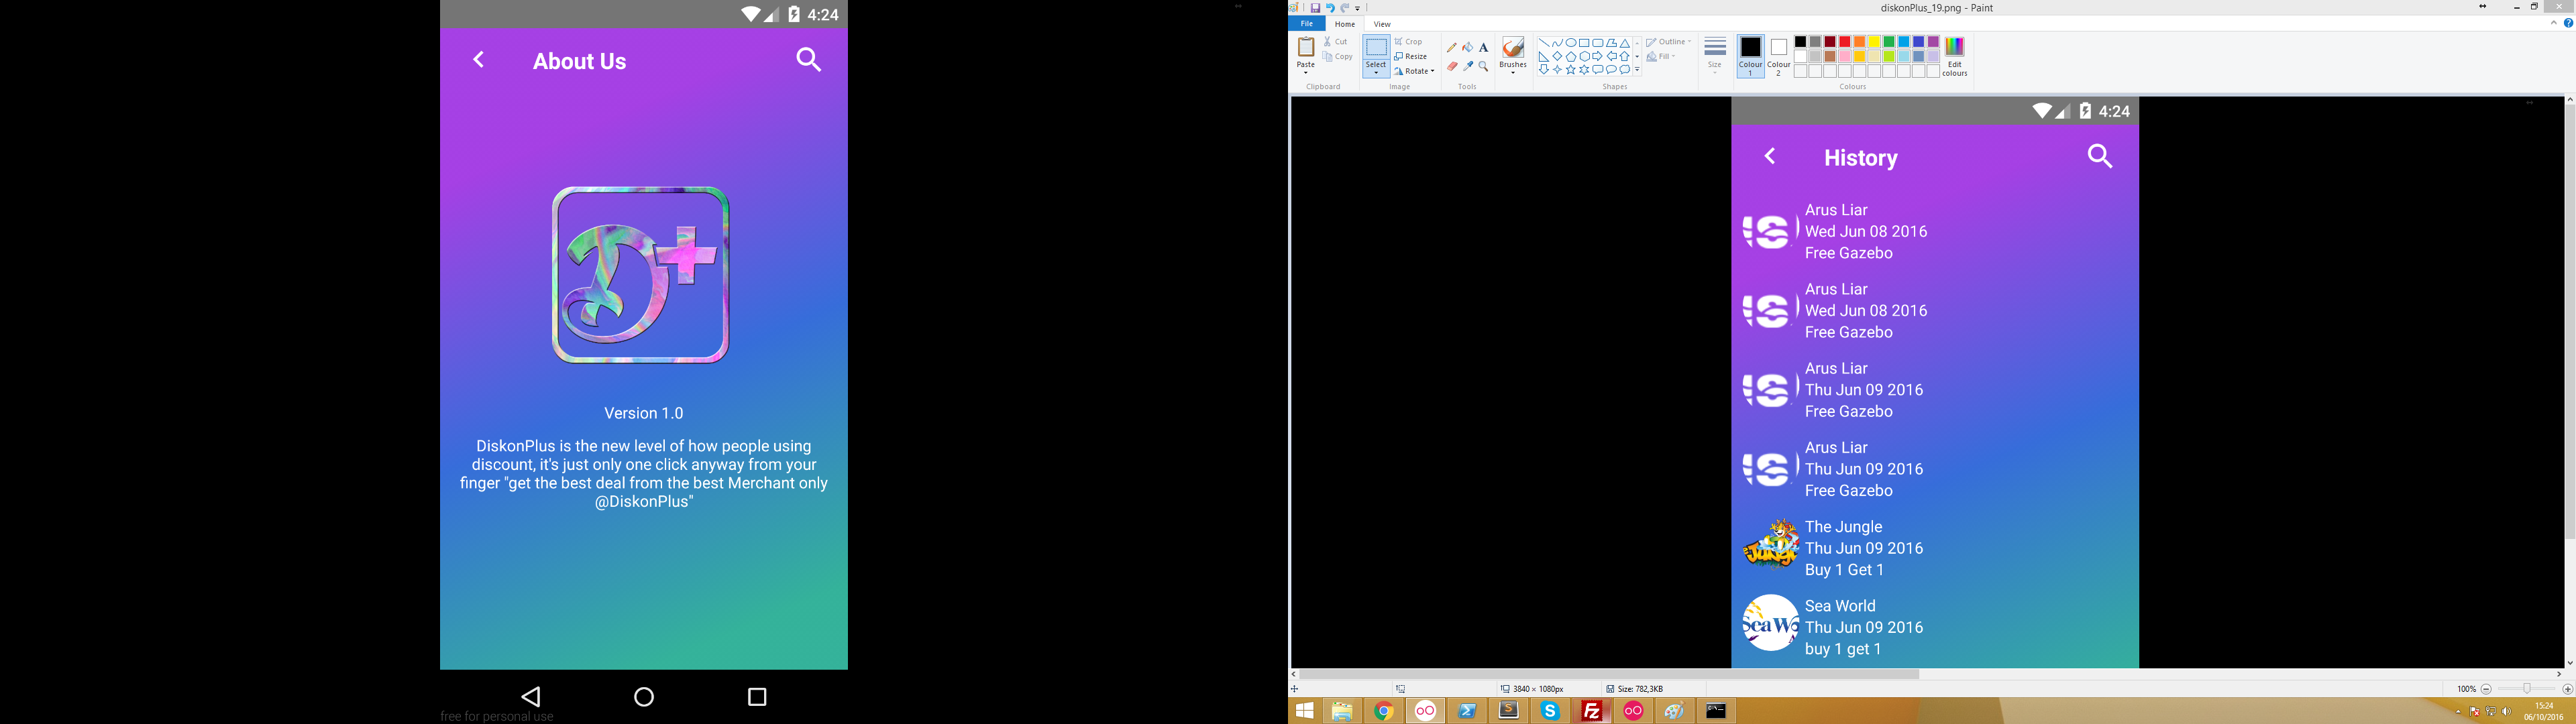 4:24
About Us
D+
Version 1.0
DiskonPlus is the new level of how people using
discount, it's just only one click anyway from your
finger "get the best deal from the best Merchant only
@DiskonPlus"
free for personal use
diskonPlus_19.png - Paint
File Home View
Paste
Cut
Copy
Clipboard
Select
Crop
Resize
Rotate
Image
A
Tools
Brushes
Shapes
Outline
Fill
Size
Colour
1
Colour
2
Edit
colours
Colours
4:24
History
Arus Liar
Wed Jun 08 2016
Free Gazebo
Arus Liar
Wed Jun 08 2016
Free Gazebo
Arus Liar
Thu Jun 09 2016
Free Gazebo
Arus Liar
Thu Jun 09 2016
Free Gazebo
The Jungle
Thu Jun 09 2016
Buy 1 Get 1
Sea World
Thu Jun 09 2016
buy 1 get 1
3840 × 1080px
Size: 782,3KB
100%
15:24
06/10/2016